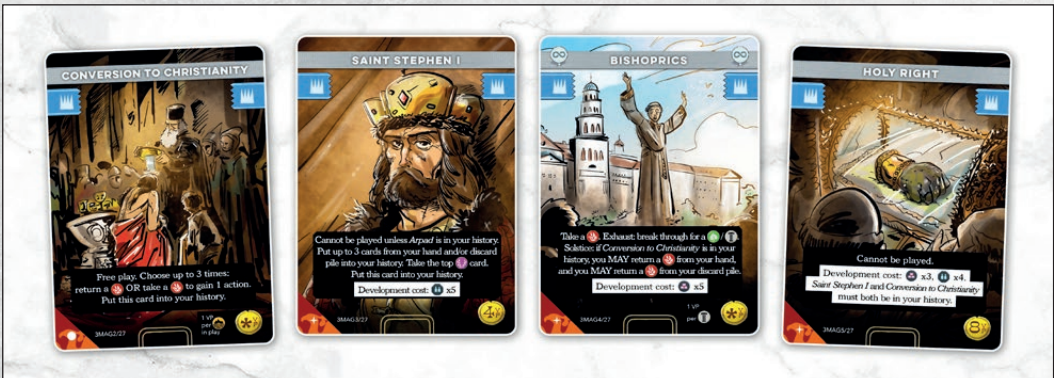 CONVERSION TO CHRISTIANITY
Free play. Choose up to 3 times:
return a OR take a to gain 1 action.
Put this card into your history.
3MAG2/27
1 VP
per
in play
*
SAINT STEPHEN I
Cannot be played unless Arpad is in your history.
Put up to 3 cards from your hand and/or discard
pile into your history. Take the top card.
Put this card into your history.
Development cost: x5
3MAG3/27
4
BISHOPRICS
Take a . Exhaust: break through for a / .
Solstice: if Conversion to Christianity is in your
history, you MAY return a from your hand,
and you MAY return a from your discard pile.
Development cost: x5
3MAG4/27
1 VP
per
*
HOLY RIGHT
Cannot be played.
Development cost: x3, x4.
Saint Stephen I and Conversion to Christianity
must both be in your history.
3MAG5/27
8